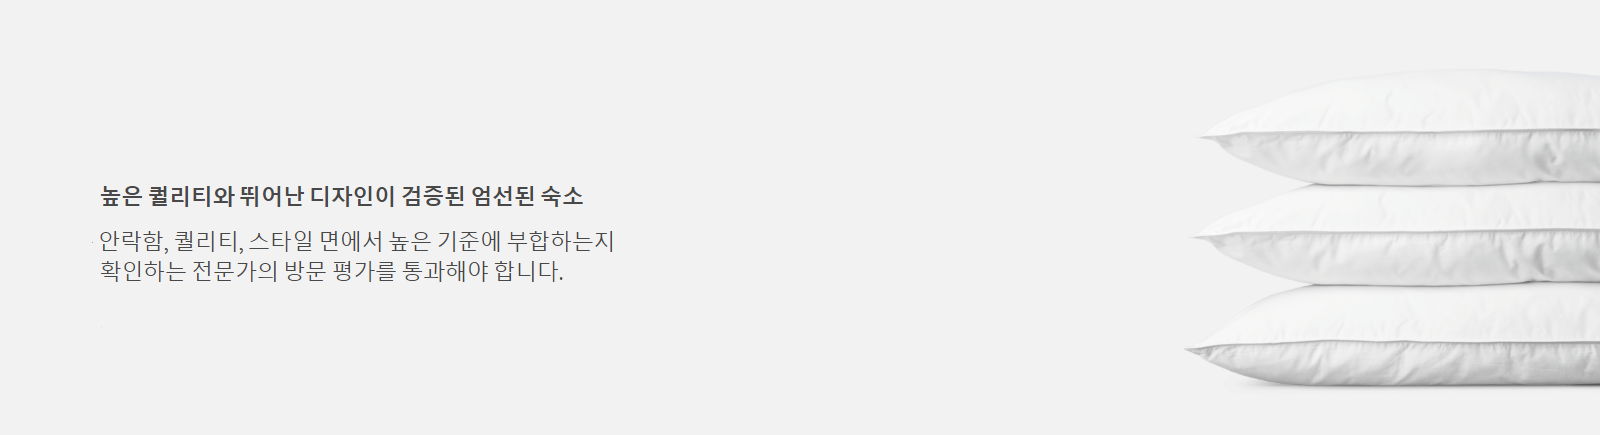 높은 퀄리티와 뛰어난 디자인이 검증된 엄선된 숙소
안락함, 퀄리티, 스타일 면에서 높은 기준에 부합하는지
확인하는 전문가의 방문 평가를 통과해야 합니다.